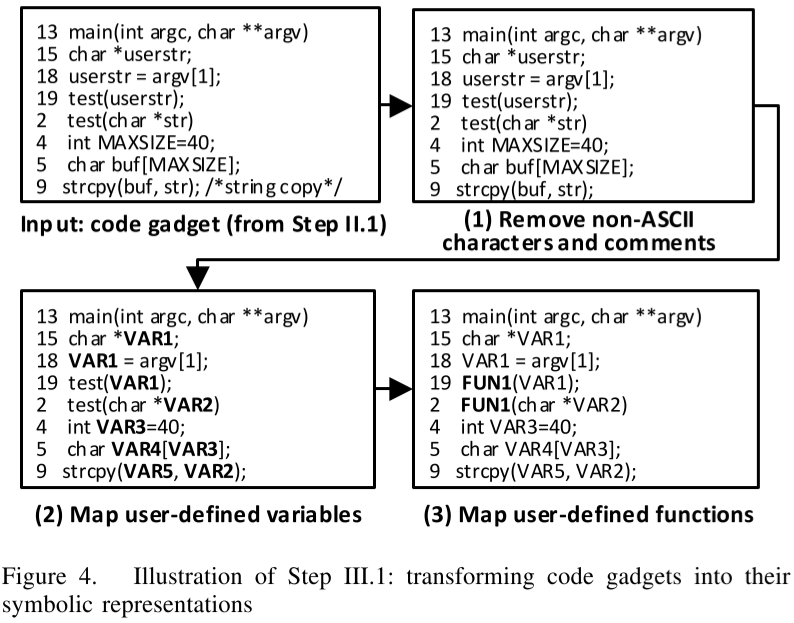 13 main(int argc, char **argv)
15 char *userstr;
18 userstr = argv[1];
19 test(userstr);
2 test(char *str)
4 int MAXSIZE=40;
5 char buf[MAXSIZE];
9 strcpy(buf, str); /*string copy*/
Input: code gadget (from Step II.1)
13 main(int argc, char **argv)
15 char *userstr;
18 userstr = argv[1];
19 test(userstr);
2 test(char *str)
4 int MAXSIZE=40;
5 char buf[MAXSIZE];
9 strcpy(buf, str);
(1) Remove non-ASCII
characters and comments
13 main(int argc, char **argv)
15 char *VAR1;
18 VAR1 = argv[1];
19 test(VAR1);
2 test(char *VAR2)
4 int VAR3=40;
5 char VAR4[VAR3];
9 strcpy(VAR5, VAR2);
(2) Map user-defined variables
13 main(int argc, char **argv)
15 char *VAR1;
18 VAR1 = argv[1];
19 FUN1(VAR1);
2 FUN1(char *VAR2)
4 int VAR3=40;
5 char VAR4[VAR3];
9 strcpy(VAR5, VAR2);
(3) Map user-defined functions
Figure 4. Illustration of Step III.1: transforming code gadgets into their
symbolic representations